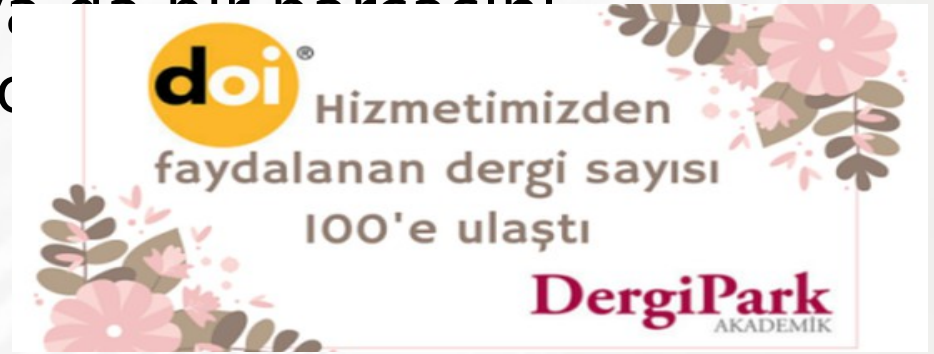 doi®
Hizmetimizden
faydalanan dergi sayısı
100'e ulaştı
DergiPark
AKADEMİK